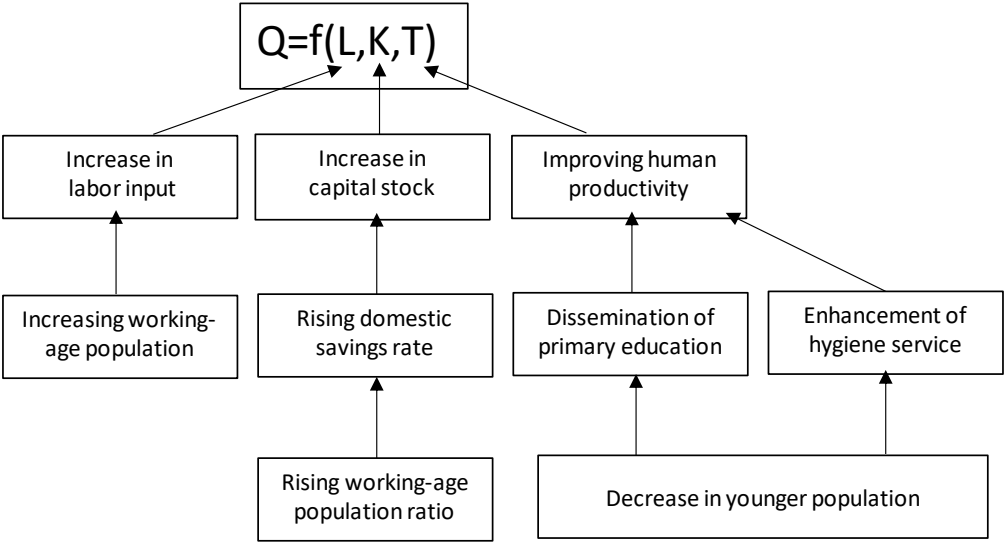 Q=f(L,K,T)
Increase in
labor input
Increase in
capital stock
Improving human
productivity
Increasing working-
age population
Rising domestic
savings rate
Dissemination of
primary education
Enhancement of
hygiene service
Rising working-age
population ratio
Decrease in younger population